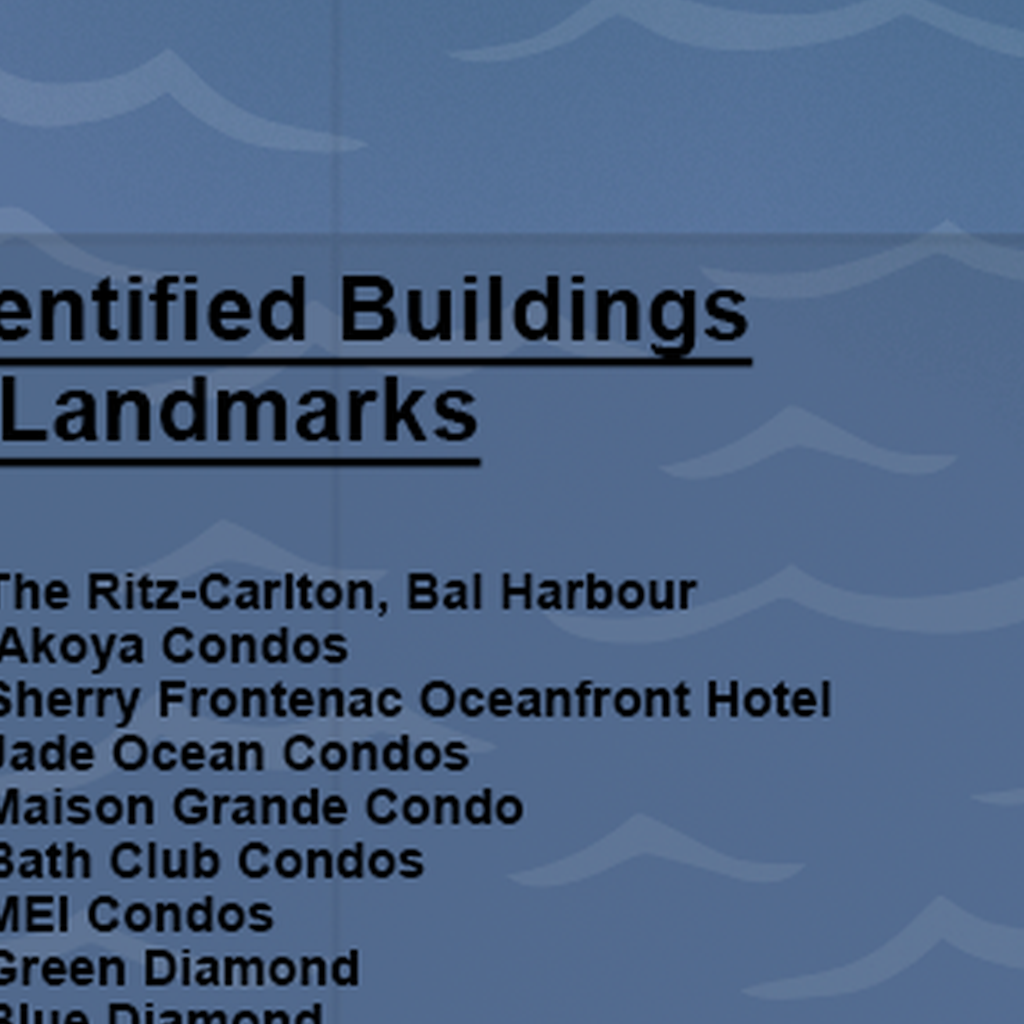 entified Buildings
Landmarks
The Ritz-Carlton, Bal Harbour
Akoya Condos
Sherry Frontenac Oceanfront Hotel
Jade Ocean Condos
Maison Grande Condo
Bath Club Condos
MEI Condos
Green Diamond
Blue Diamond